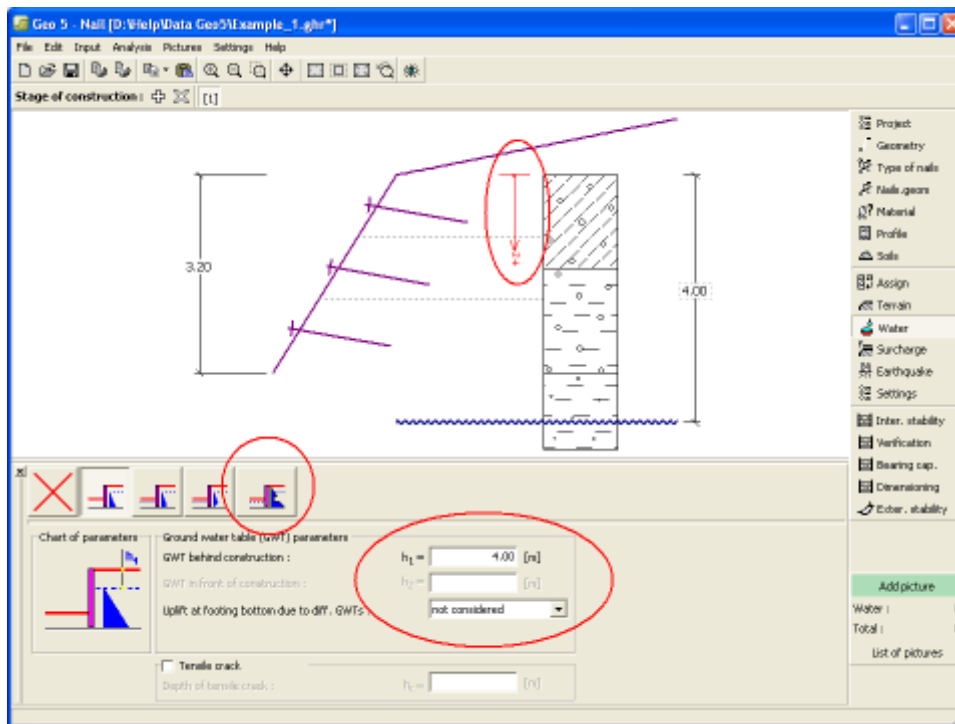 Geo 5 - Nail [D:\Help\Data Geo5\Example_1.ghr*]
File Edit Input Analysis Pictures Settings Help
Stage of construction : [1]
3.20
+z
4.00
Project
Geometry
Type of nails
Nails.geom
Material
Profile
Soils
Assign
Terrain
Water
Surcharge
Earthquake
Settings
Inter. stability
Verification
Bearing cap.
Dimensioning
Exter. stability
Add picture
Water :
Total :
List of pictures
Chart of parameters
h1
Ground water table (GWT) parameters
GWT behind construction : h1 = 4.00 [m]
GWT in front of construction : h2 = [m]
Uplift at footing bottom due to diff. GWTs : not considered
Tensile crack
Depth of tensile crack : ht = [m]